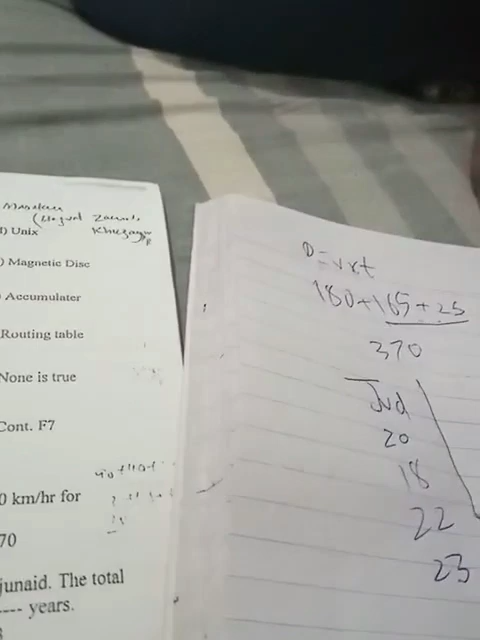 d) Unix
) Magnetic Disc
) Accumulater
Routing table
None is true
Cont. F7
0 km/hr for
70
junaid. The total
---- years.
D = v x t
180+165+25
370
Jud
20
18
22
23